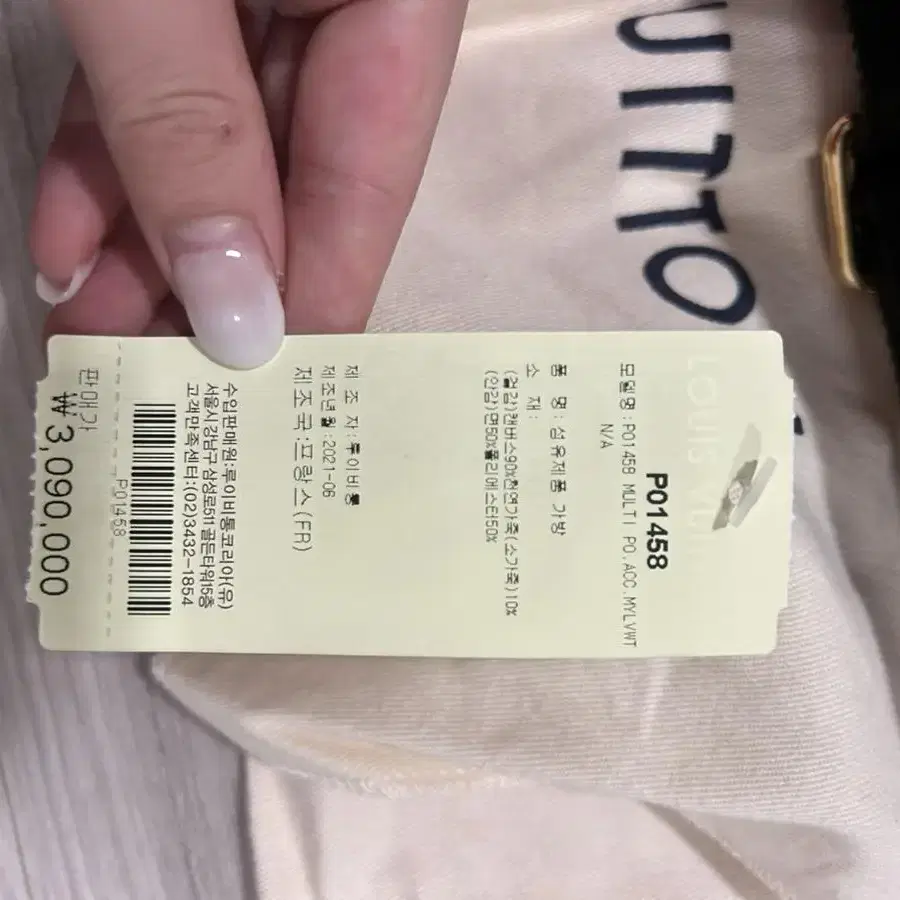 UITTO
LOUIS VUI
P01458
모델명:P01458 MULTI PO.ACC.MYLVWT
N/A
품 명: 섬유제품 가방
소 재:
(겉감)캔버스90%천연가죽(소가죽)10%
(안감)면50%폴리에스터50%
제 조 자:루이비통
제조년월:2021-06
제조국:프랑스(FR)
수입판매원:루이비통코리아(유)
서울시강남구삼성로511골든타워15층
고객만족센터:(02)3432-1854
P01458
판매가
₩3,090,000